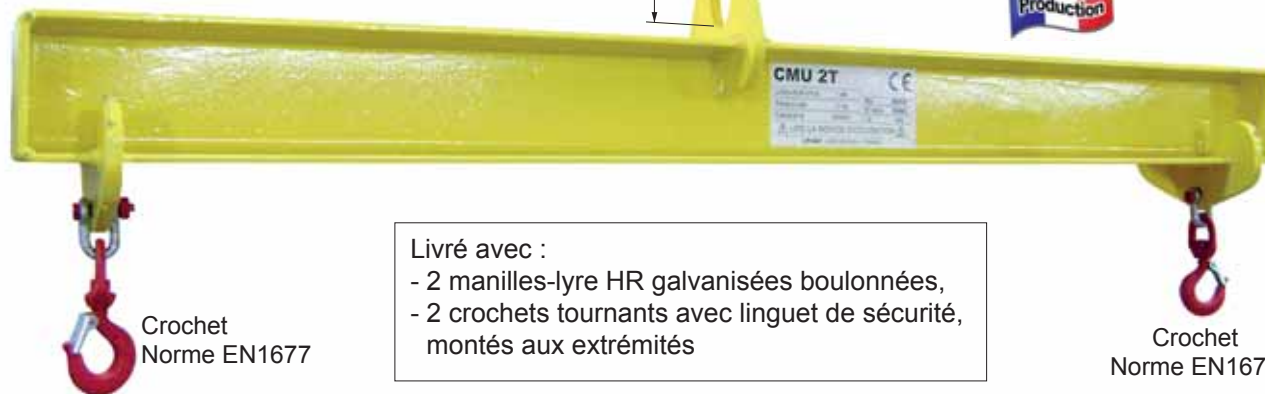 Production
CMU 2T CE
Livré avec :
- 2 manilles-lyre HR galvanisées boulonnées,
- 2 crochets tournants avec linguet de sécurité,
montés aux extrémités
Crochet
Norme EN1677
Crochet
Norme EN167